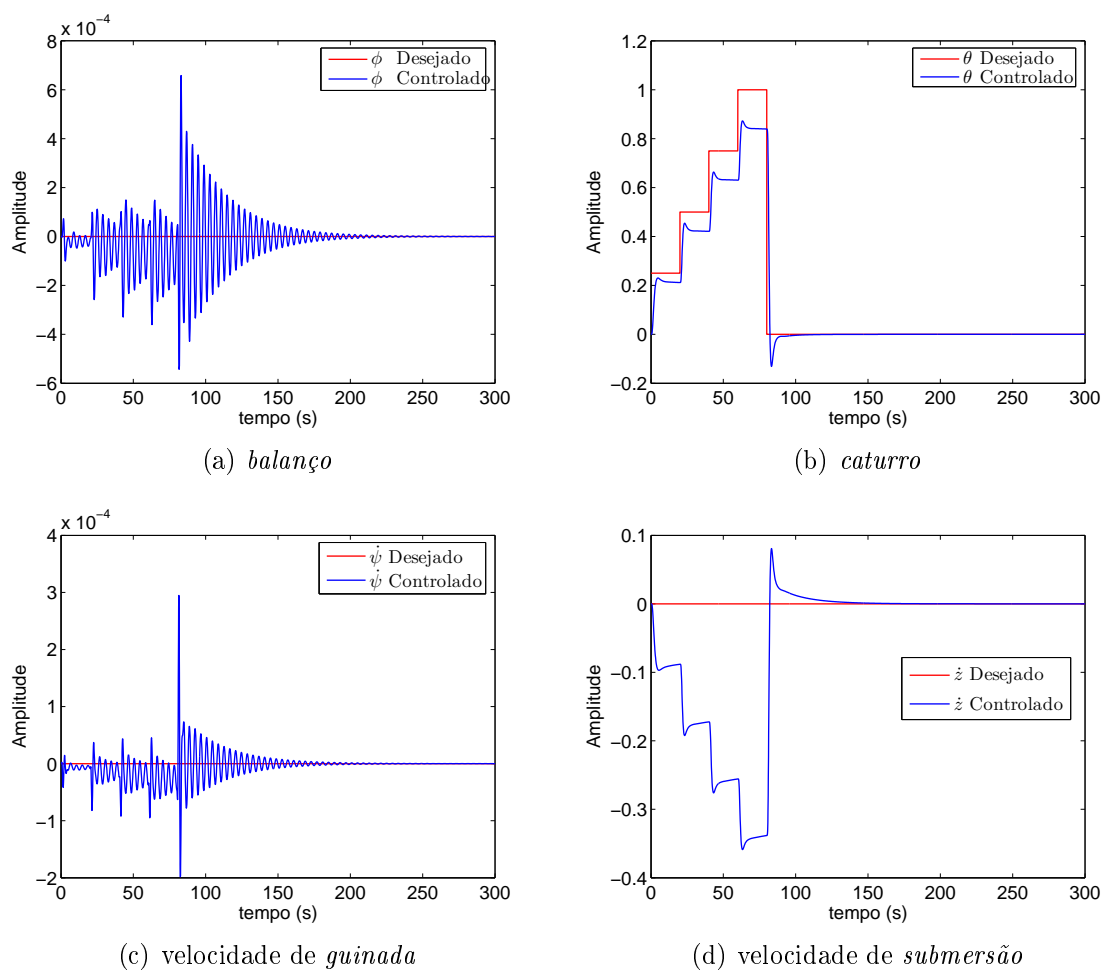 x 10⁻⁴
8
6
4
2
0
−2
−4
−6
Amplitude
ϕ Desejado
ϕ Controlado
0 50 100 150 200 250 300
tempo (s)
(a) balanço
1.2
1
0.8
0.6
0.4
0.2
0
−0.2
Amplitude
θ Desejado
θ Controlado
0 50 100 150 200 250 300
tempo (s)
(b) caturro
x 10⁻⁴
4
3
2
1
0
−1
−2
Amplitude
ψ̇ Desejado
ψ̇ Controlado
0 50 100 150 200 250 300
tempo (s)
(c) velocidade de guinada
0.1
0
−0.1
−0.2
−0.3
−0.4
Amplitude
ż Desejado
ż Controlado
0 50 100 150 200 250 300
tempo (s)
(d) velocidade de submersão